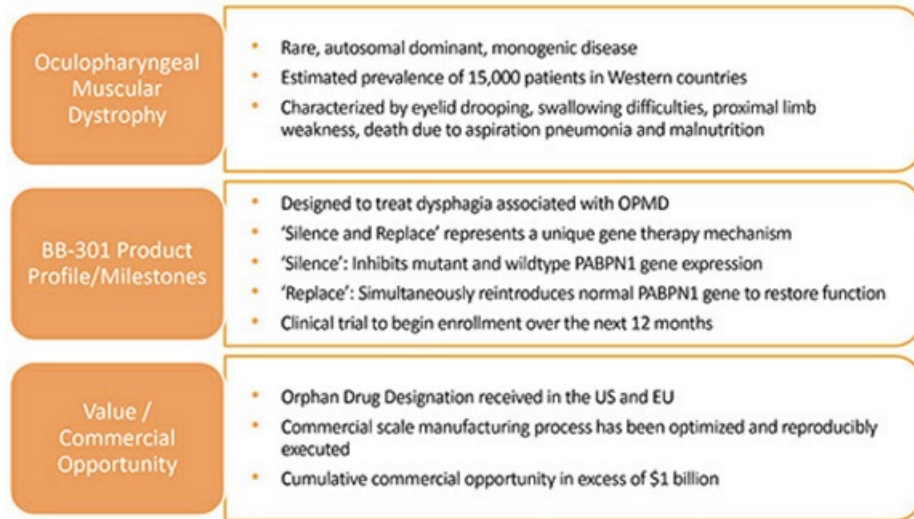 Oculopharyngeal
Muscular
Dystrophy
• Rare, autosomal dominant, monogenic disease
• Estimated prevalence of 15,000 patients in Western countries
• Characterized by eyelid drooping, swallowing difficulties, proximal limb
weakness, death due to aspiration pneumonia and malnutrition
BB-301 Product
Profile/Milestones
• Designed to treat dysphagia associated with OPMD
• ‘Silence and Replace’ represents a unique gene therapy mechanism
• ‘Silence’: Inhibits mutant and wildtype PABPN1 gene expression
• ‘Replace’: Simultaneously reintroduces normal PABPN1 gene to restore function
• Clinical trial to begin enrollment over the next 12 months
Value /
Commercial
Opportunity
• Orphan Drug Designation received in the US and EU
• Commercial scale manufacturing process has been optimized and reproducibly
executed
• Cumulative commercial opportunity in excess of $1 billion